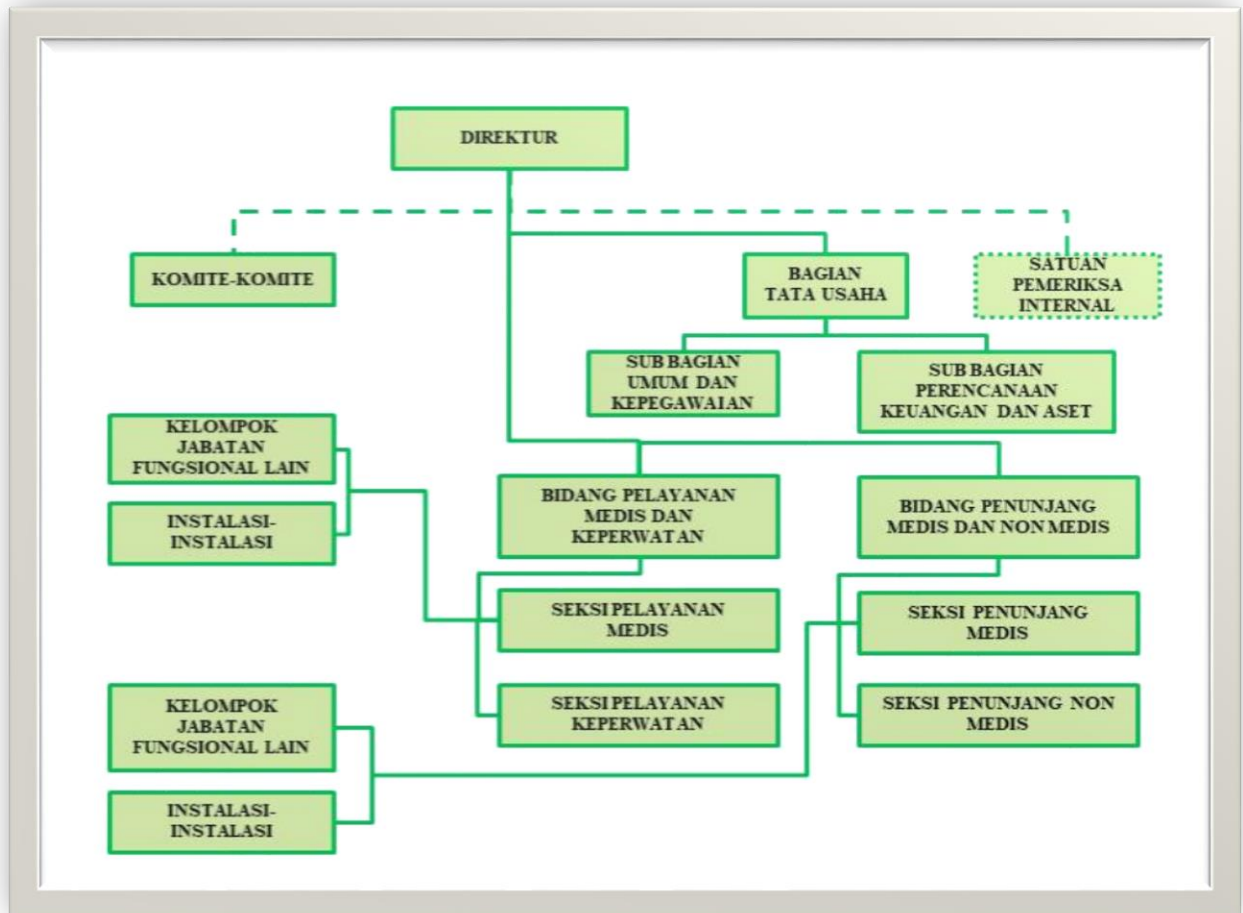 DIREKTUR
KOMITE-KOMITE
BAGIAN
TATA USAHA
SATUAN
PEMERIKSA
INTERNAL
SUB BAGIAN
UMUM DAN
KEPEGAWAIAN
SUB BAGIAN
PERENCANAAN
KEUANGAN DAN ASET
KELOMPOK
JABATAN
FUNGSIONAL LAIN
INSTALASI-
INSTALASI
BIDANG PELAYANAN
MEDIS DAN
KEPERWATAN
BIDANG PENUNJANG
MEDIS DAN NON MEDIS
SEKSI PELAYANAN
MEDIS
SEKSI PENUNJANG
MEDIS
KELOMPOK
JABATAN
FUNGSIONAL LAIN
SEKSI PELAYANAN
KEPERWATAN
SEKSI PENUNJANG NON
MEDIS
INSTALASI-
INSTALASI